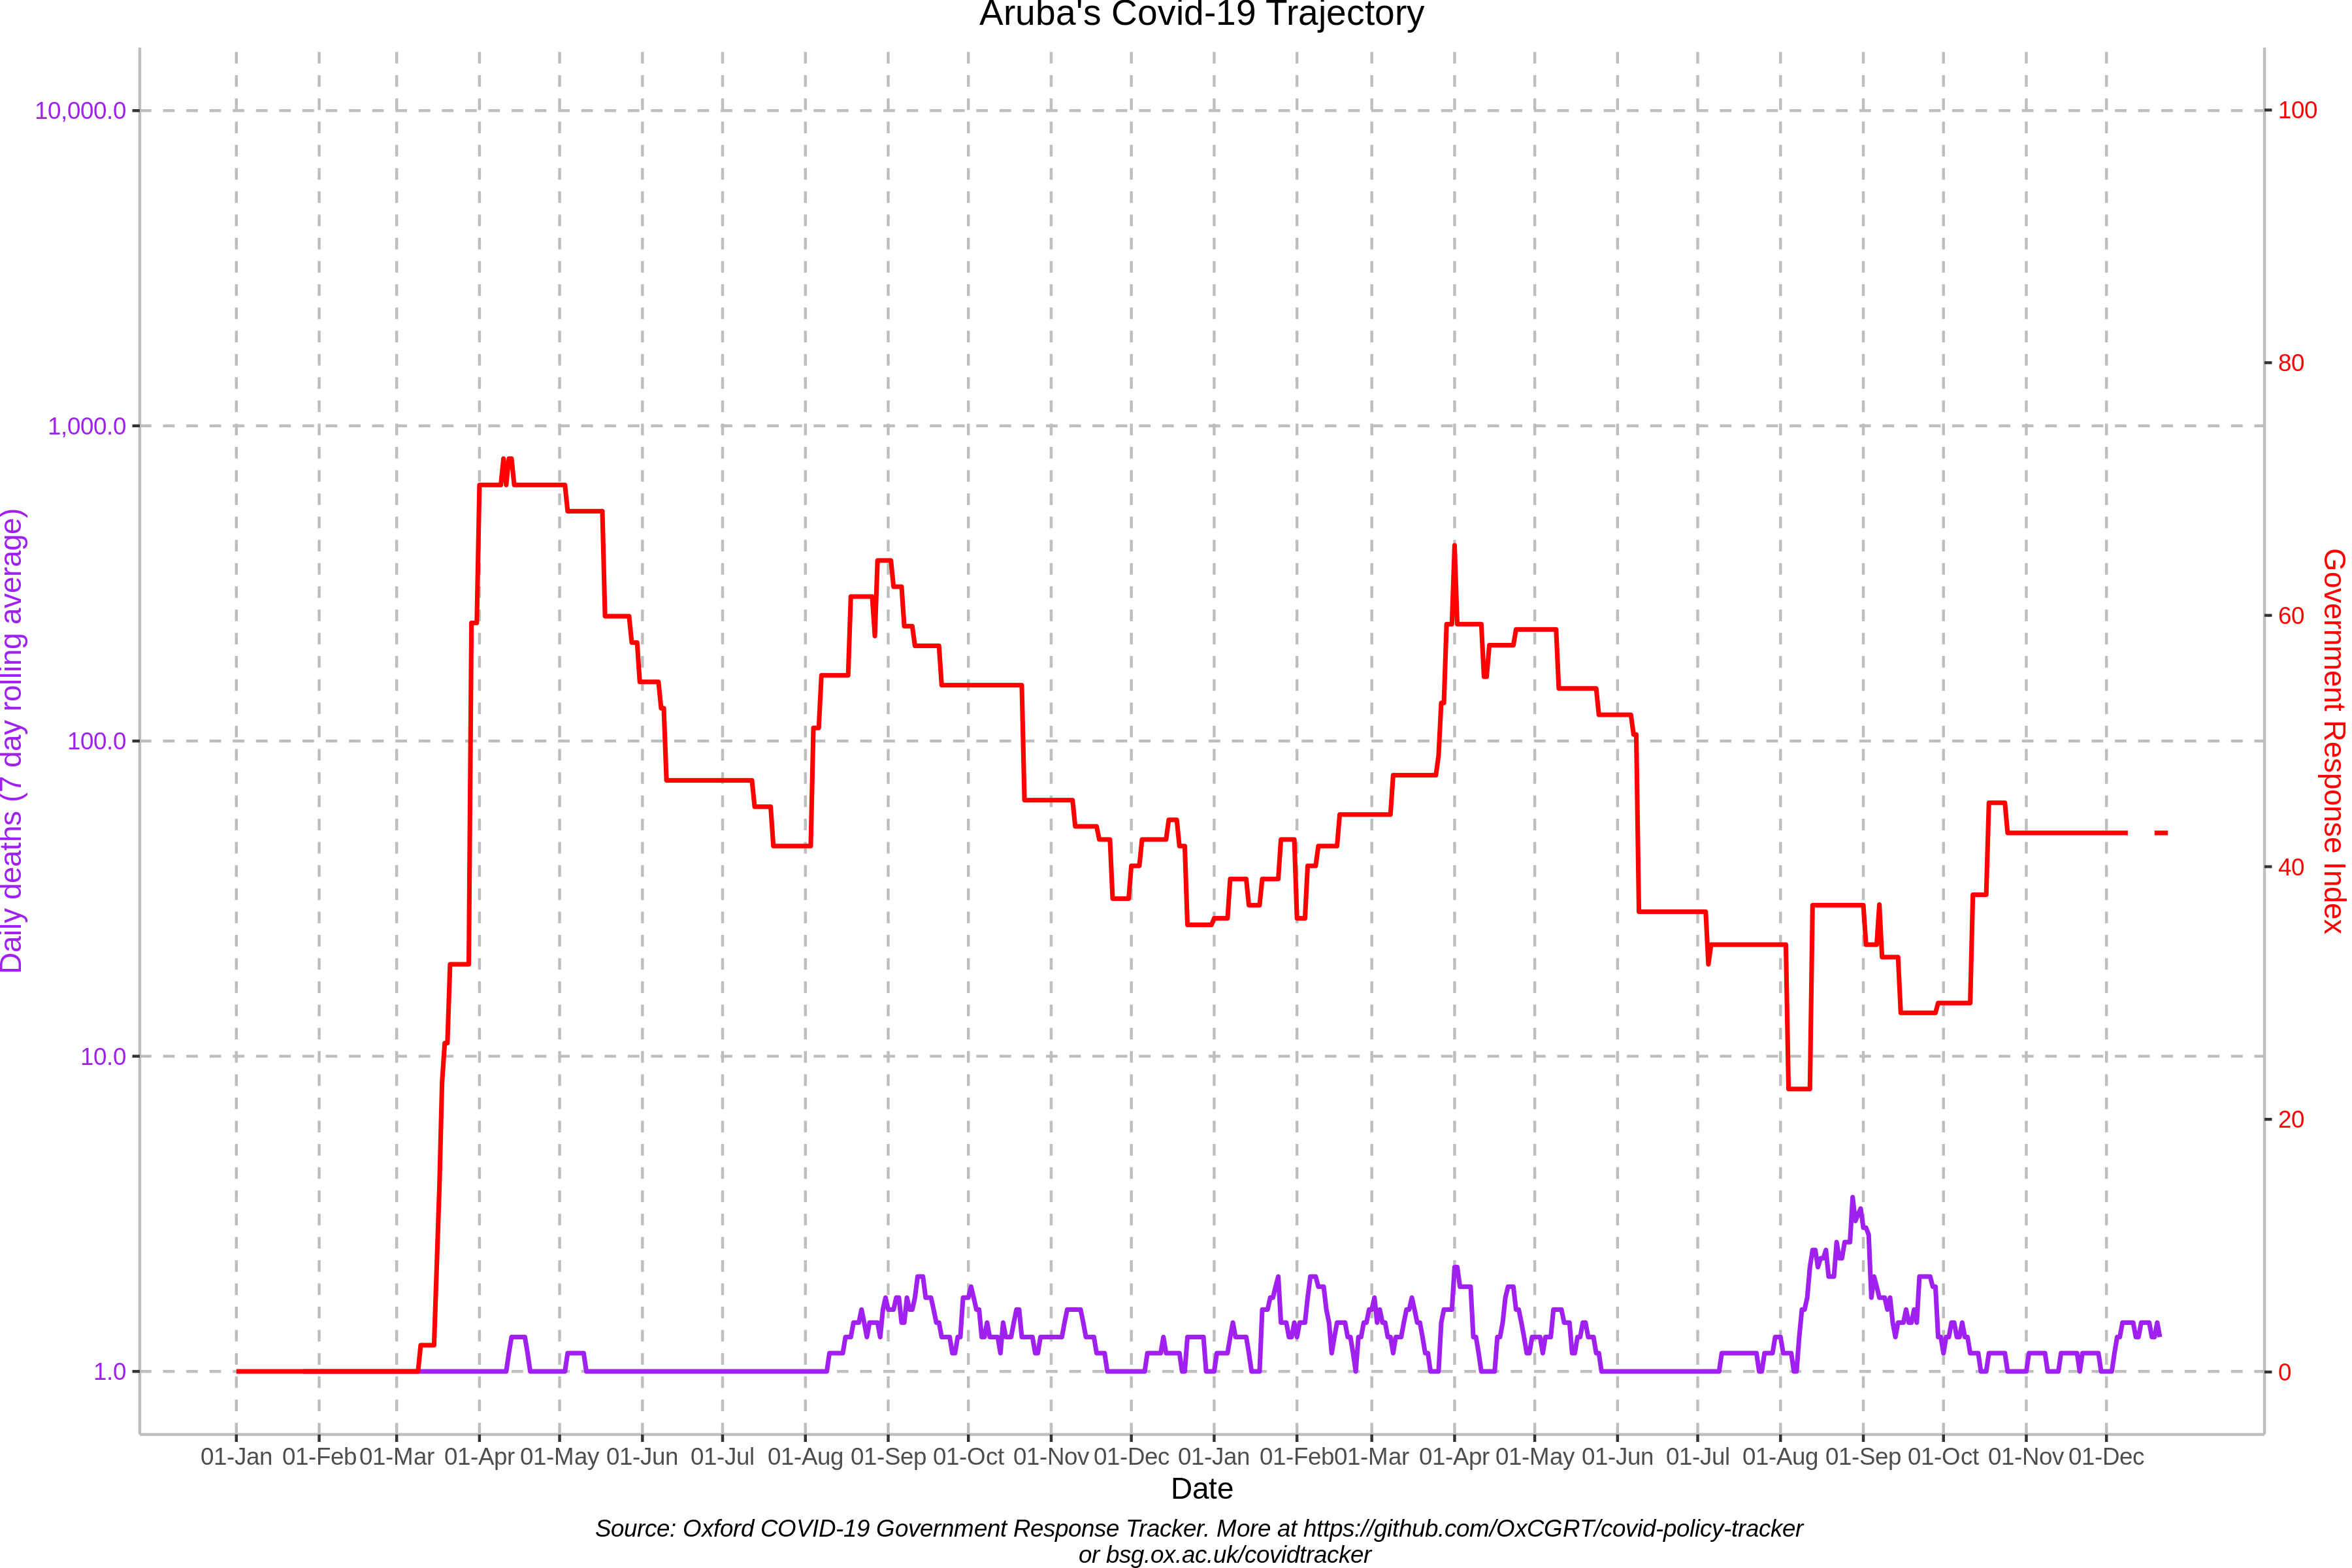 Aruba's Covid-19 Trajectory
10,000.0
1,000.0
100.0
10.0
1.0
Daily deaths (7 day rolling average)
100
80
60
40
20
0
Government Response Index
01-Jan 01-Feb 01-Mar 01-Apr 01-May 01-Jun 01-Jul 01-Aug 01-Sep 01-Oct 01-Nov 01-Dec 01-Jan 01-Feb 01-Mar 01-Apr 01-May 01-Jun 01-Jul 01-Aug 01-Sep 01-Oct 01-Nov 01-Dec
Date
Source: Oxford COVID-19 Government Response Tracker. More at https://github.com/OxCGRT/covid-policy-tracker
or bsg.ox.ac.uk/covidtracker